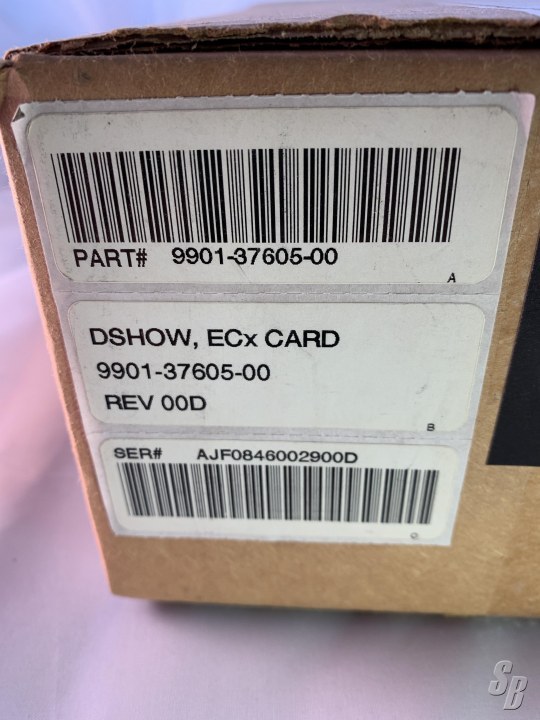 PART# 9901-37605-00
A
DSHOW, ECx CARD
9901-37605-00
REV 00D
B
SER# AJF0846002900D
C
SB